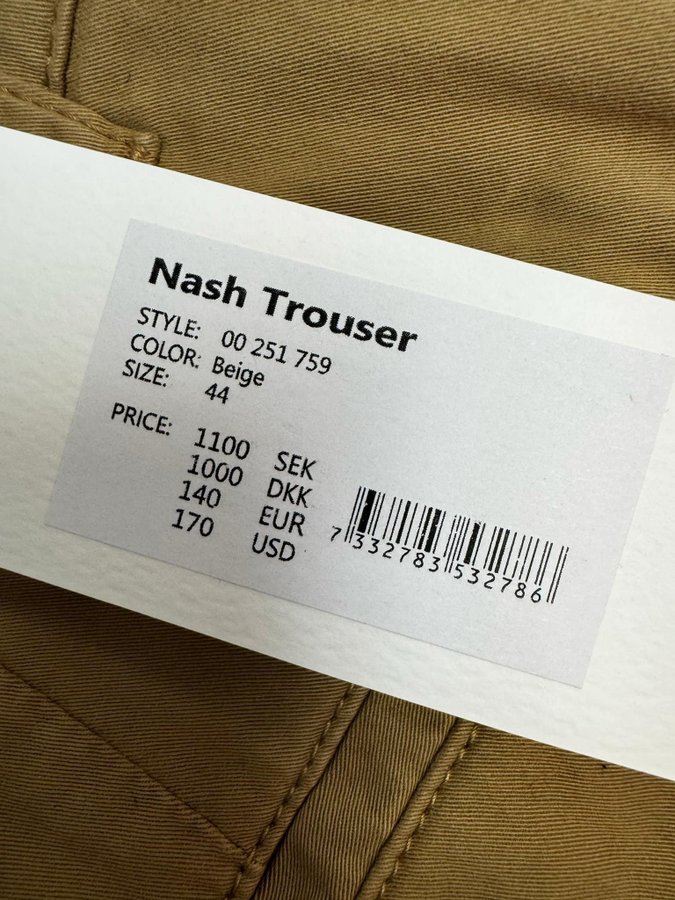 Nash Trouser
STYLE: 00 251 759
COLOR: Beige
SIZE: 44
PRICE: 1100 SEK
1000 DKK
140 EUR
170 USD
7 332783 532786